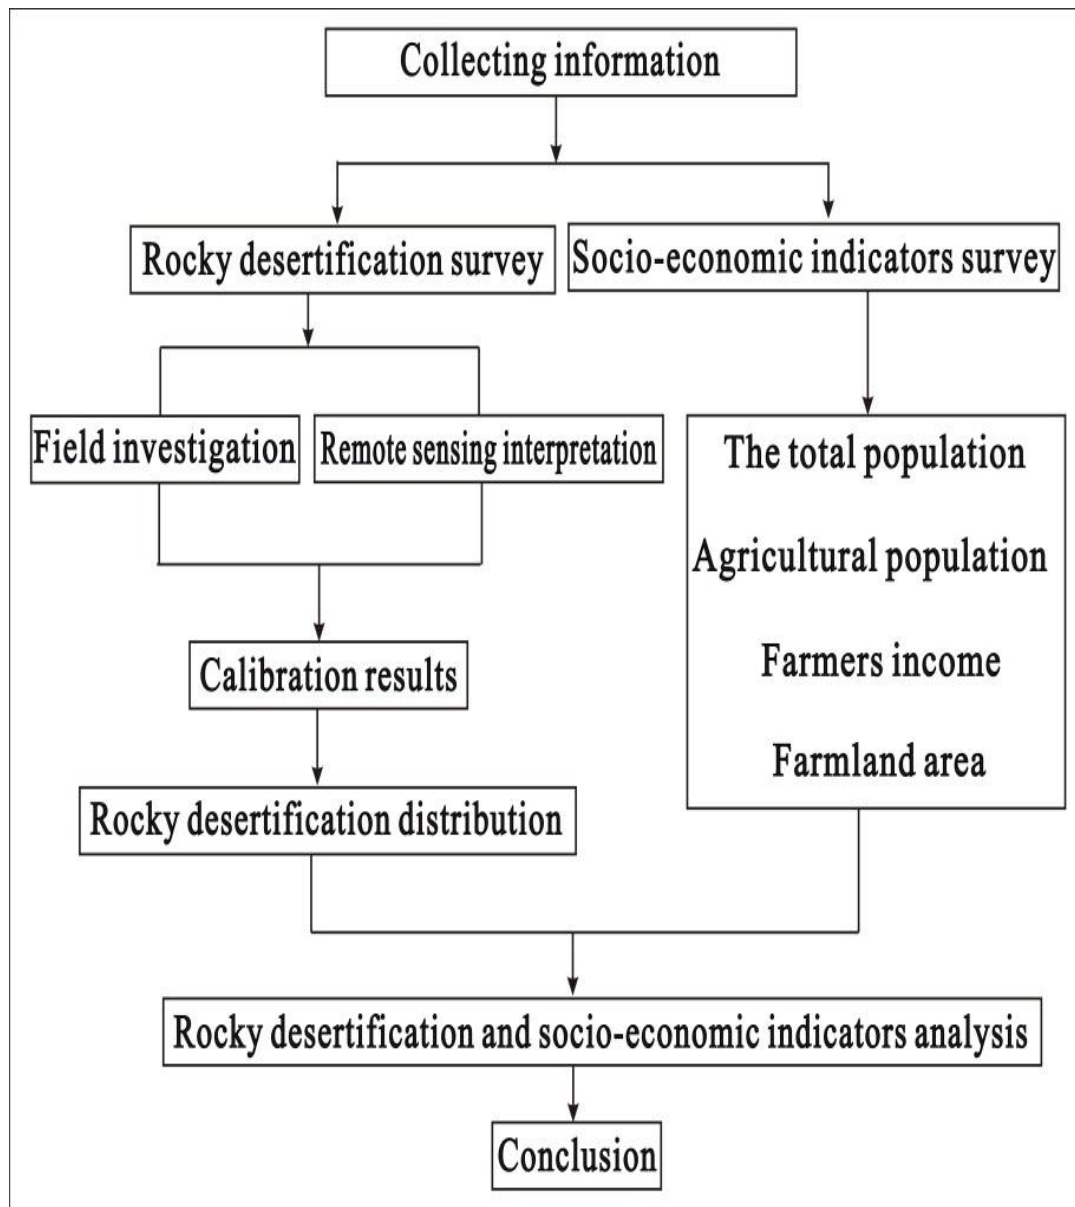 Collecting information
Rocky desertification survey
Socio-economic indicators survey
Field investigation
Remote sensing interpretation
The total population
Agricultural population
Farmers income
Farmland area
Calibration results
Rocky desertification distribution
Rocky desertification and socio-economic indicators analysis
Conclusion